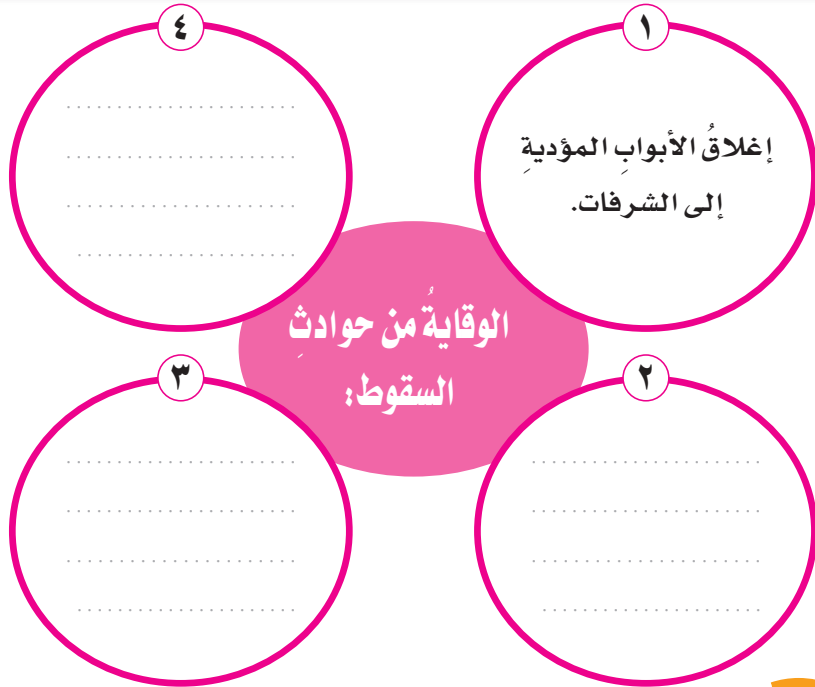 ١
إغلاقُ الأبوابِ المؤديةِ
إلى الشرفات.
٤
الوقايةُ من حوادثِ
السقوط:
٢
٣